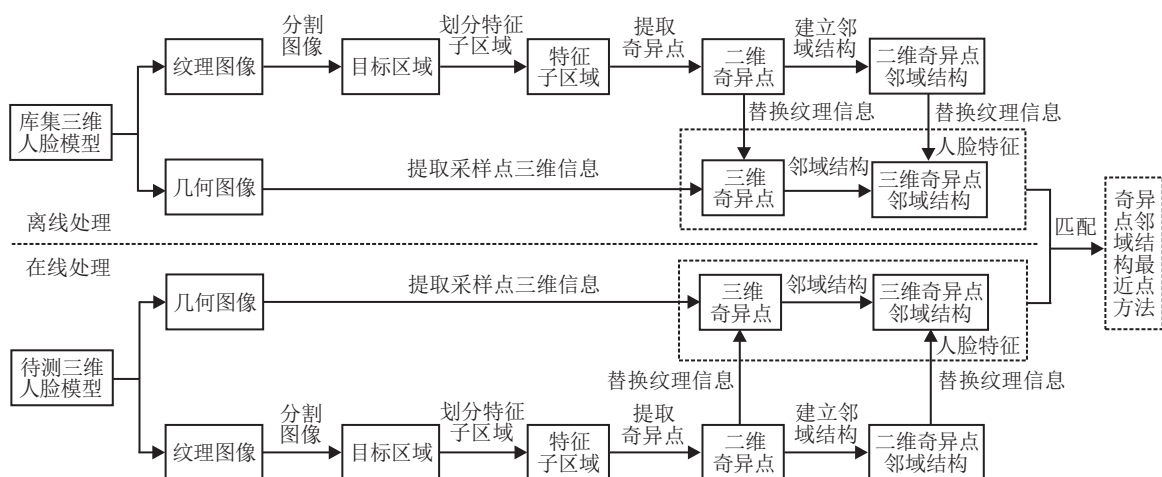 分割
图像
划分特征
子区域
提取
奇异点
建立邻
域结构
纹理图像
目标区域
特征
子区域
二维
奇异点
二维奇异点
邻域结构
替换纹理信息
替换纹理信息
库集三维
人脸模型
人脸特征
几何图像
提取采样点三维信息
三维
奇异点
邻域结构
三维奇异点
邻域结构
离线处理
匹配
奇异
点邻
域结
构最
近点
方法
在线处理
几何图像
提取采样点三维信息
三维
奇异点
邻域结构
三维奇异点
邻域结构
人脸特征
待测三维
人脸模型
替换纹理信息
替换纹理信息
分割
图像
划分特征
子区域
提取
奇异点
建立邻
域结构
纹理图像
目标区域
特征
子区域
二维
奇异点
二维奇异点
邻域结构